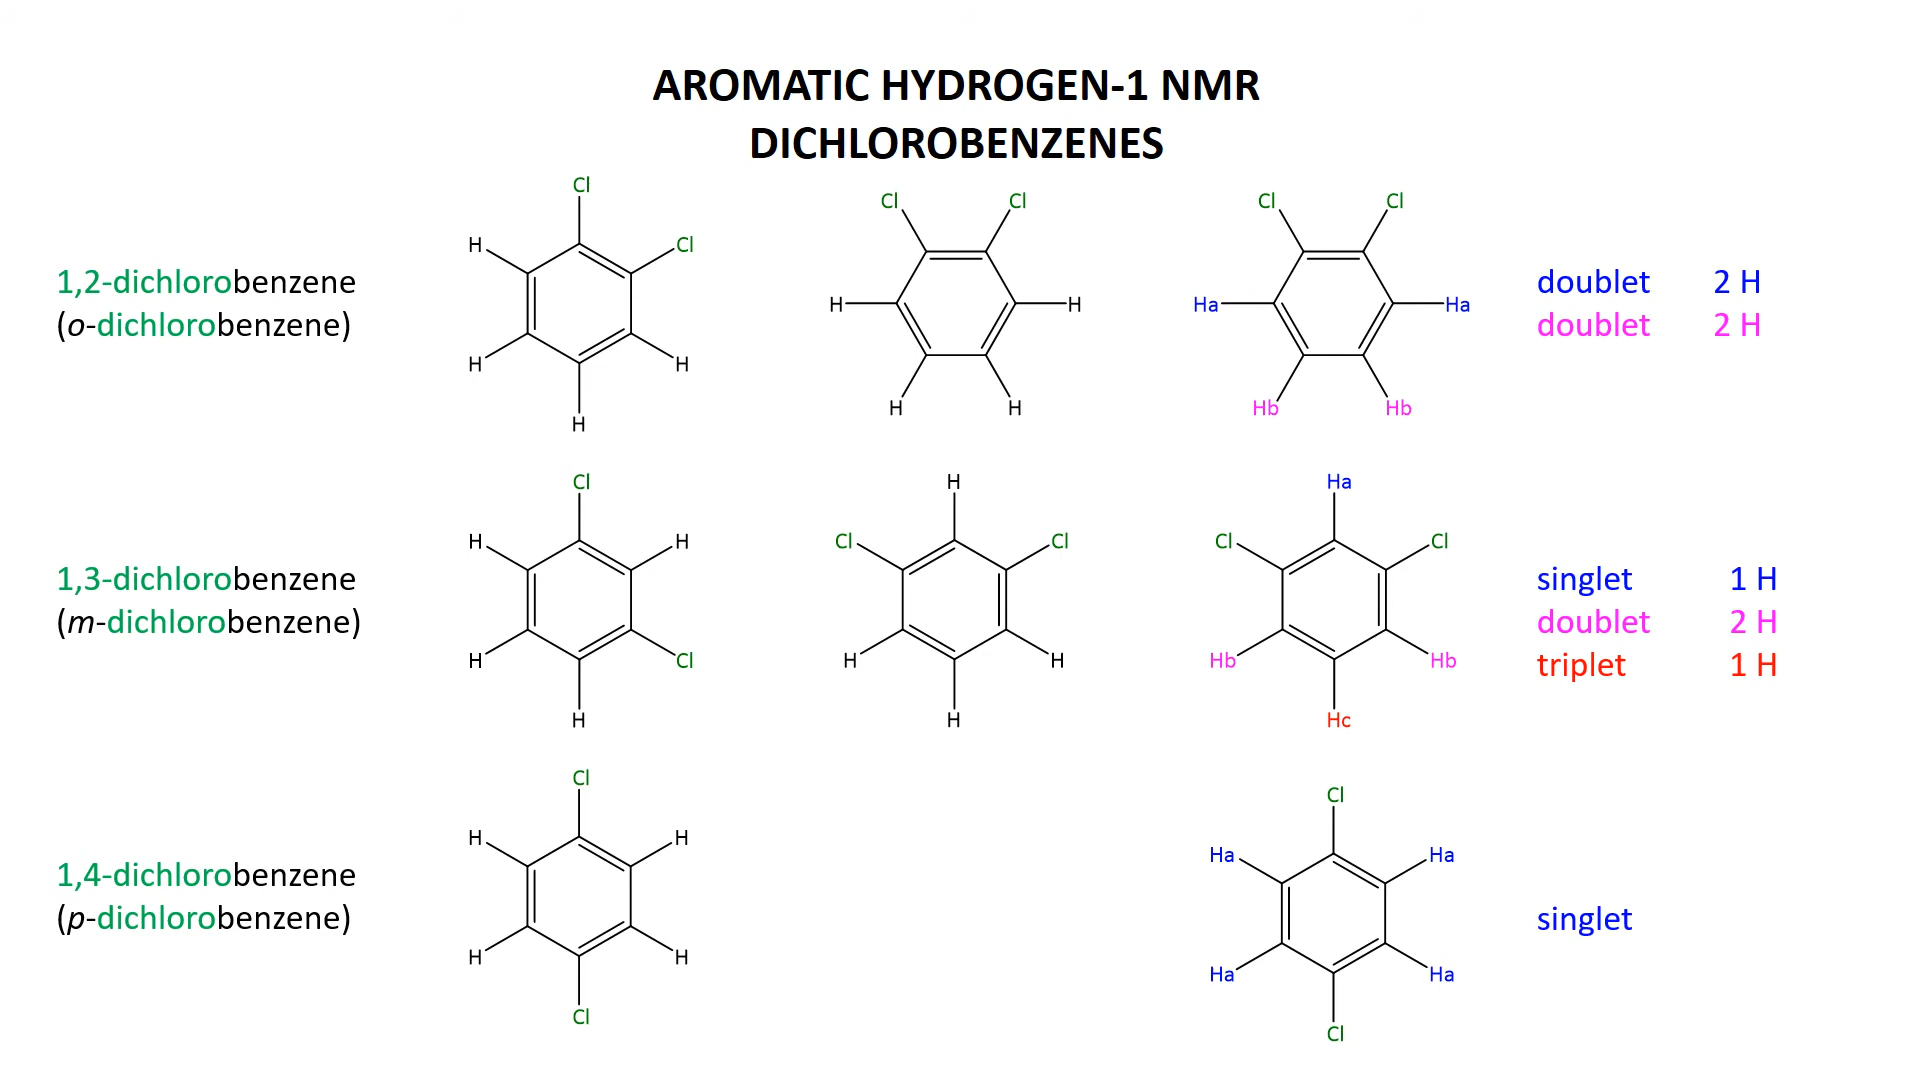 AROMATIC HYDROGEN-1 NMR
DICHLOROBENZENES
1,2-dichlorobenzene
(o-dichlorobenzene)
Cl
H
Cl
H
H
H
Cl Cl
H H
H H
Cl Cl
Ha Ha
Hb Hb
doublet 2 H
doublet 2 H
1,3-dichlorobenzene
(m-dichlorobenzene)
Cl
H H
H Cl
H
H
Cl Cl
H H
H
Ha
Cl Cl
Hb Hb
Hc
singlet 1 H
doublet 2 H
triplet 1 H
1,4-dichlorobenzene
(p-dichlorobenzene)
Cl
H H
H H
Cl
Cl
Ha Ha
Ha Ha
Cl
singlet